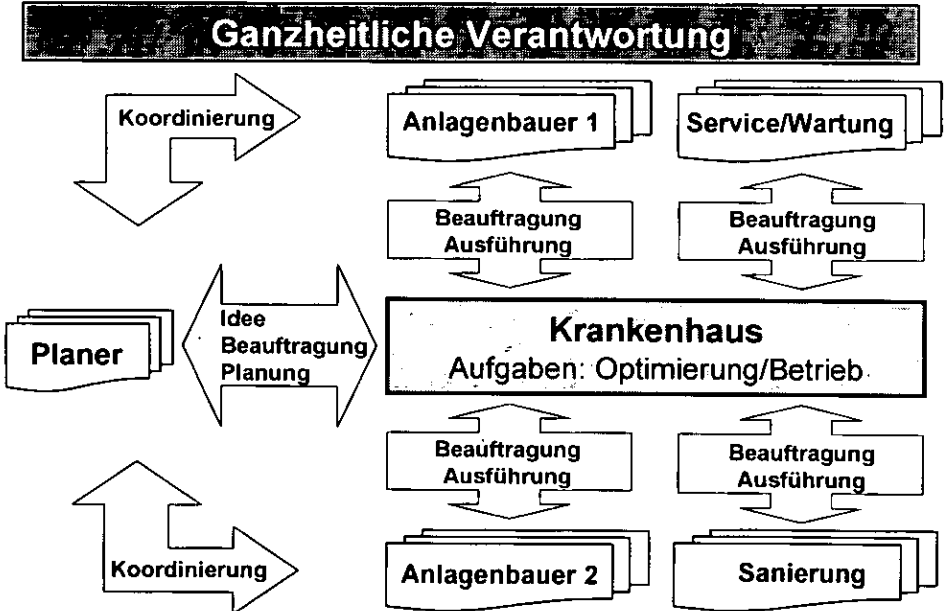 Ganzheitliche Verantwortung
Koordinierung
Anlagenbauer 1
Service/Wartung
Beauftragung
Ausführung
Beauftragung
Ausführung
Planer
Idee
Beauftragung
Planung
Krankenhaus
Aufgaben: Optimierung/Betrieb
Beauftragung
Ausführung
Beauftragung
Ausführung
Koordinierung
Anlagenbauer 2
Sanierung